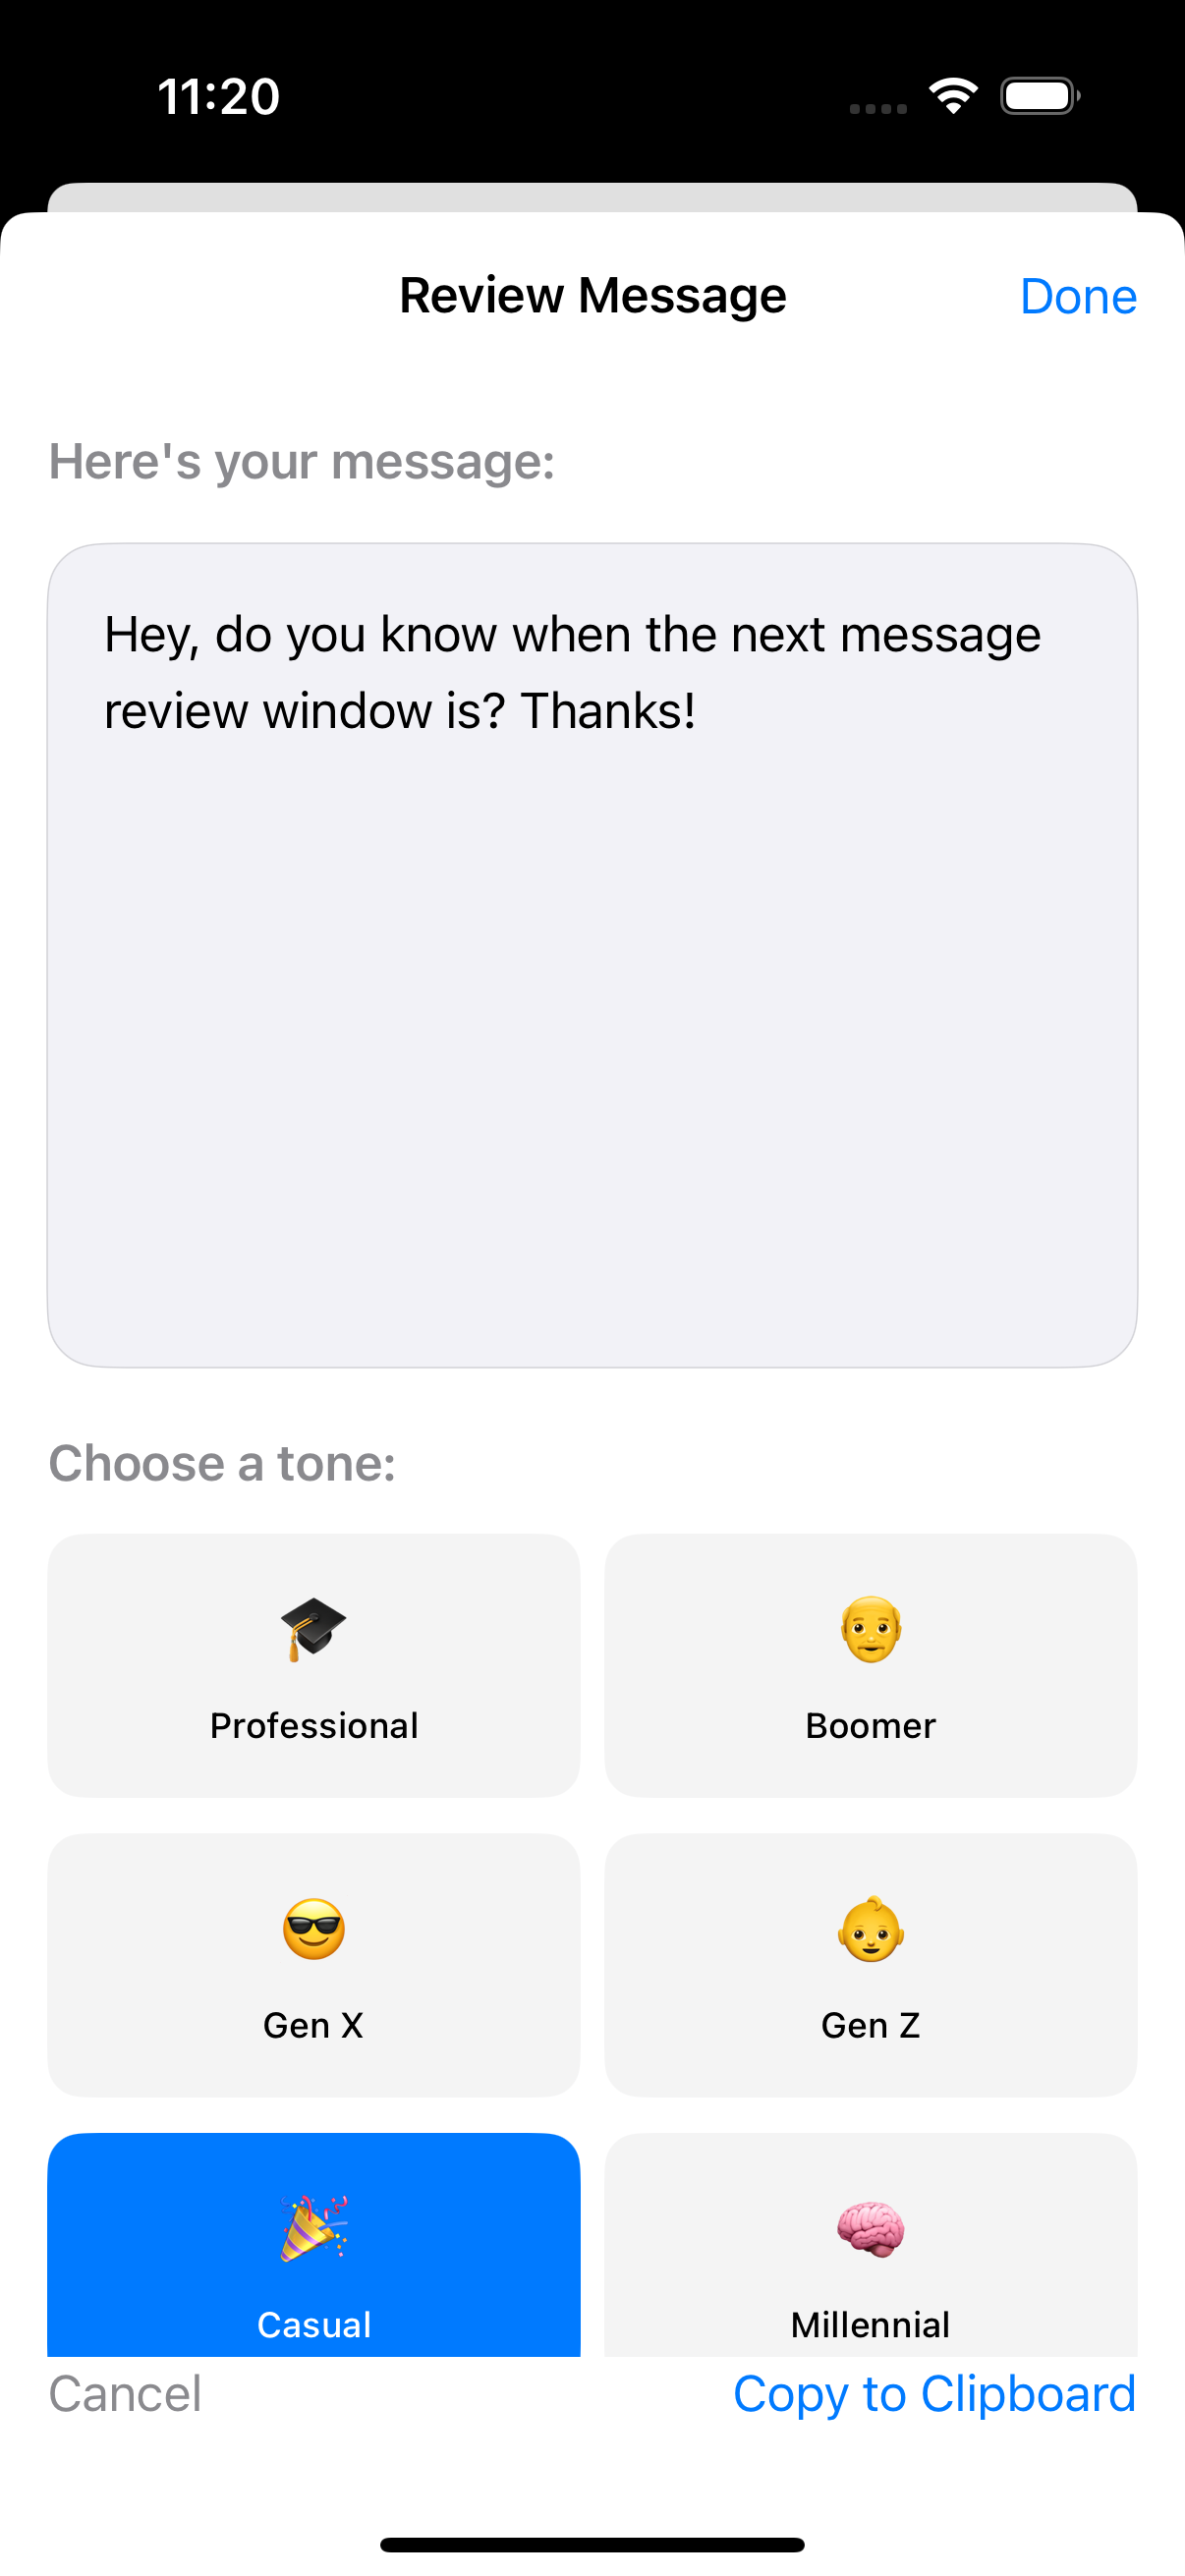 11:20
Review Message
Done
Here's your message:
Hey, do you know when the next message
review window is? Thanks!
Choose a tone:
Professional
Boomer
Gen X
Gen Z
Casual
Millennial
Cancel
Copy to Clipboard